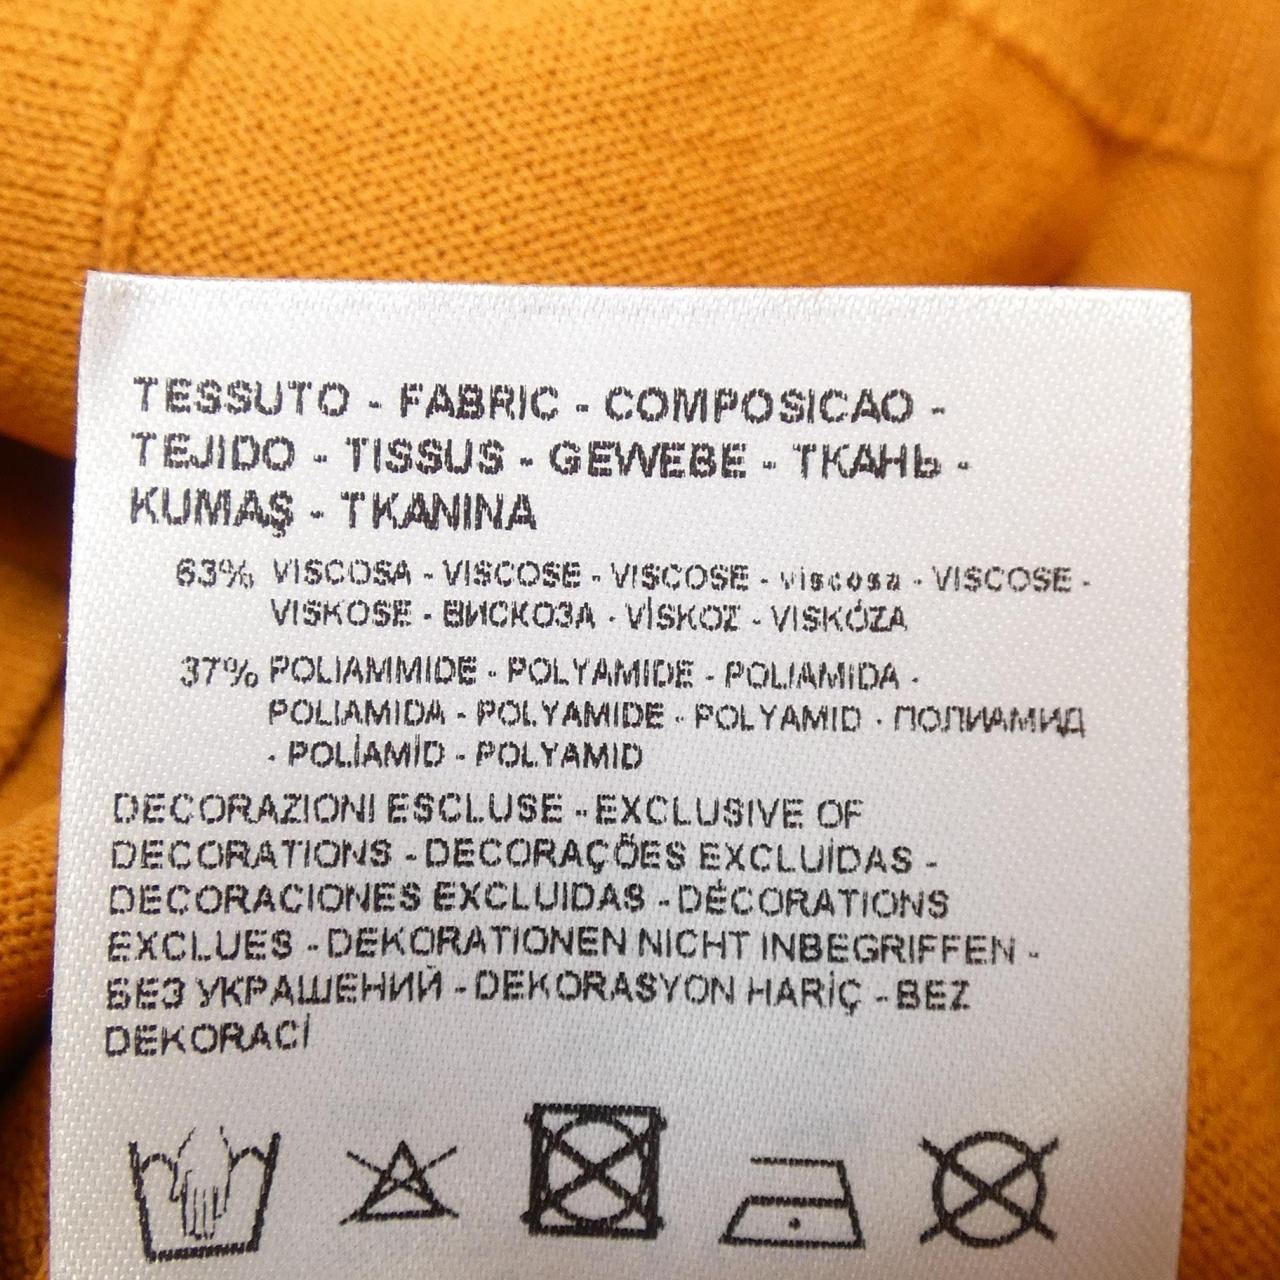 TESSUTO - FABRIC - COMPOSICAO -
TEJIDO - TISSUS - GEWEBE - ТКАНЬ -
KUMAŞ - TKANINA
63% VISCOSA - VISCOSE - VISCOSE - viscosa - VISCOSE -
VISKOSE - ВИСКОЗА - VİSKOZ - VISKÓZA
37% POLIAMMIDE - POLYAMIDE - POLIAMIDA -
POLIAMIDA - POLYAMIDE - POLYAMID - ПОЛИАМИД
- POLİAMİD - POLYAMID
DECORAZIONI ESCLUSE - EXCLUSIVE OF
DECORATIONS - DECORAÇÕES EXCLUÍDAS -
DECORACIONES EXCLUIDAS - DÉCORATIONS
EXCLUES - DEKORATIONEN NICHT INBEGRIFFEN -
БЕЗ УКРАШЕНИЙ - DEKORASYON HARİÇ - BEZ
DEKORACÍ